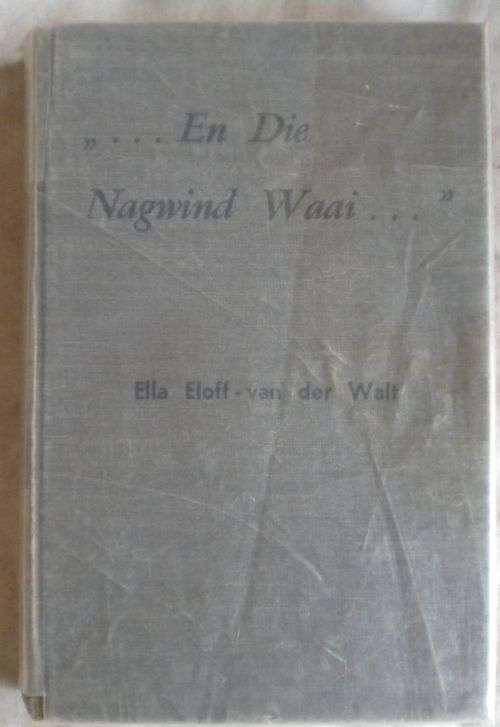 „ . . . En Die
Nagwind Waai . . . ”
Ella Eloff - van der Walt